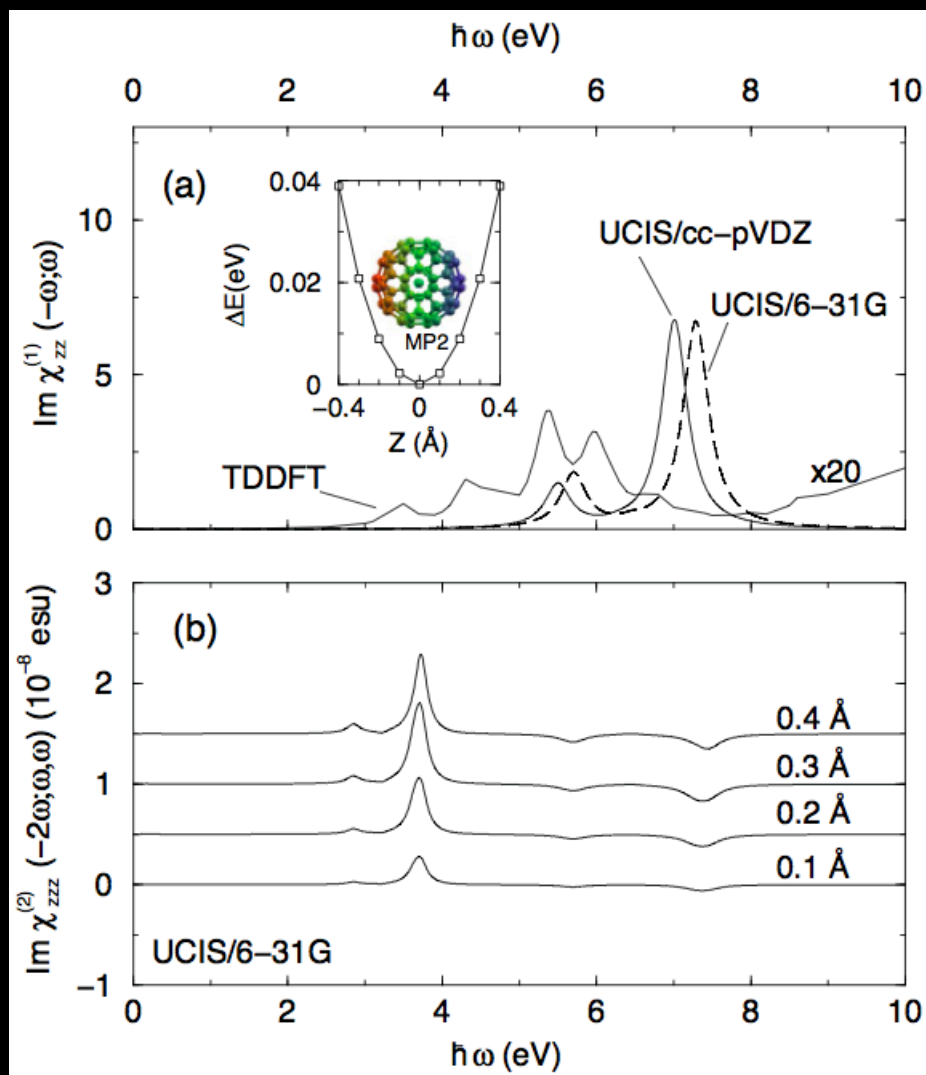 ħω (eV)
0 2 4 6 8 10
(a)
Im χ(1)zz (−ω;ω)
10
5
0
ΔE(eV)
0.04
0.02
0
MP2
−0.4 0 0.4
Z (Å)
UCIS/cc−pVDZ
UCIS/6−31G
TDDFT
x20
(b)
Im χ(2)zzz (−2ω;ω,ω) (10−8 esu)
3
2
1
0
−1
0.4 Å
0.3 Å
0.2 Å
0.1 Å
UCIS/6−31G
0 2 4 6 8 10
ħω (eV)